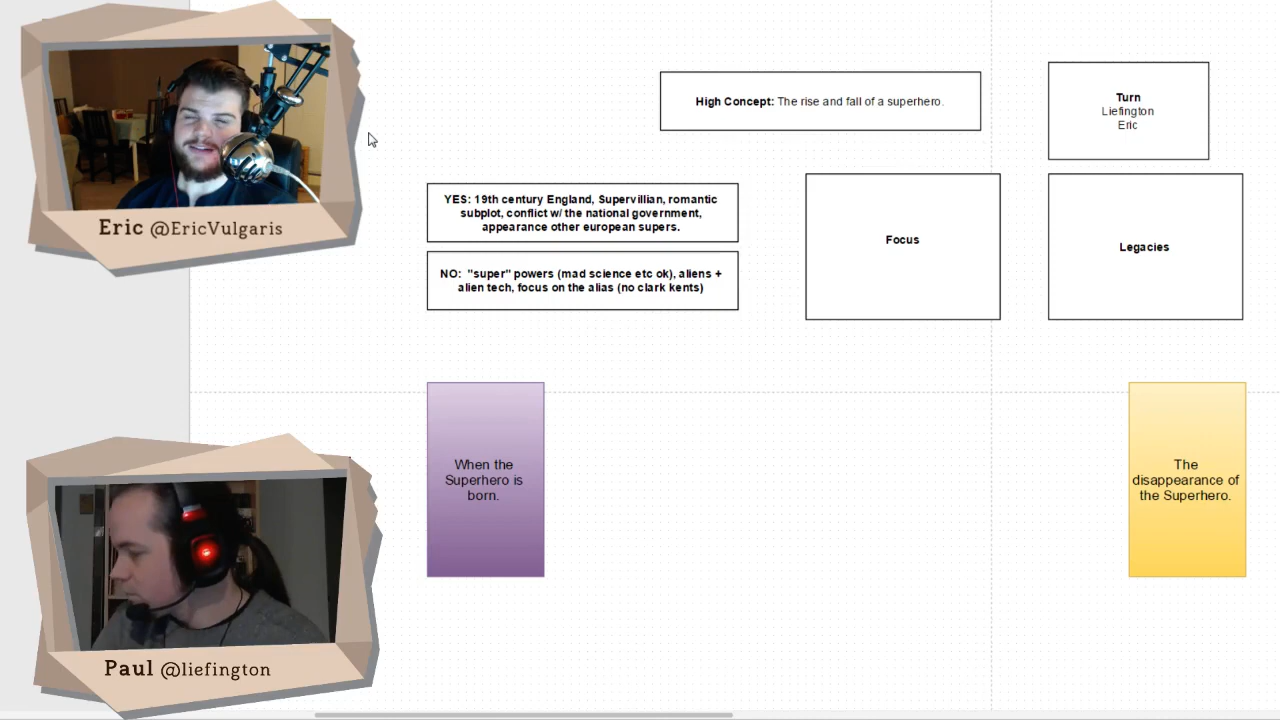 High Concept: The rise and fall of a superhero.
Turn
Liefington
Eric
YES: 19th century England, Supervillian, romantic
subplot, conflict w/ the national government,
appearance other european supers.
NO:  "super" powers (mad science etc ok), aliens +
alien tech, focus on the alias (no clark kents)
Focus
Legacies
Eric @EricVulgaris
When the
Superhero is
born.
The
disappearance of
the Superhero.
Paul @liefington